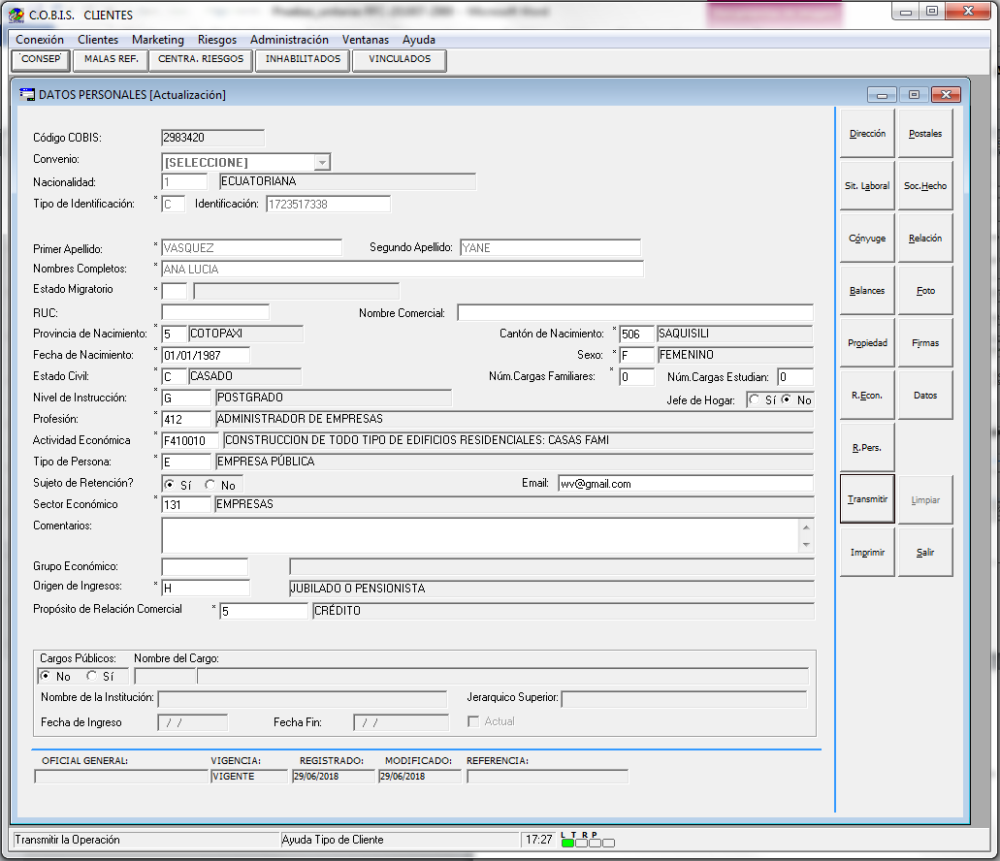 C.O.B.I.S. CLIENTES
Conexión Clientes Marketing Riesgos Administración Ventanas Ayuda
CONSEP MALAS REF. CENTRA. RIESGOS INHABILITADOS VINCULADOS
DATOS PERSONALES [Actualización]
Código COBIS: 2983420
Convenio: [SELECCIONE]
Nacionalidad: 1 ECUATORIANA
Tipo de Identificación: * C Identificación: 1723517338
Primer Apellido: * VASQUEZ Segundo Apellido: YANE
Nombres Completos: * ANA LUCIA
Estado Migratorio *
RUC: Nombre Comercial:
Provincia de Nacimiento: * 5 COTOPAXI Cantón de Nacimiento: * 506 SAQUISILI
Fecha de Nacimiento: * 01/01/1987 Sexo: * F FEMENINO
Estado Civil: * C CASADO Núm.Cargas Familiares: * 0 Núm.Cargas Estudian: 0
Nivel de Instrucción: * G POSTGRADO Jefe de Hogar: Sí No
Profesión: * 412 ADMINISTRADOR DE EMPRESAS
Actividad Económica * F410010 CONSTRUCCION DE TODO TIPO DE EDIFICIOS RESIDENCIALES: CASAS FAMI
Tipo de Persona: * E EMPRESA PÚBLICA
Sujeto de Retención? Sí No Email: wv@gmail.com
Sector Económico * 131 EMPRESAS
Comentarios:
Grupo Económico:
Origen de Ingresos: * H JUBILADO O PENSIONISTA
Propósito de Relación Comercial * 5 CRÉDITO
Cargos Públicos: Nombre del Cargo:
No Sí
Nombre de la Institución: Jerarquico Superior:
Fecha de Ingreso / / Fecha Fin: / / Actual
OFICIAL GENERAL: VIGENCIA: REGISTRADO: MODIFICADO: REFERENCIA:
VIGENTE 29/06/2018 29/06/2018
Dirección Postales
Sit. Laboral Soc.Hecho
Cónyuge Relación
Balances Foto
Propiedad Firmas
R.Econ. Datos
R.Pers.
Transmitir Limpiar
Imprimir Salir
Transmitir la Operación Ayuda Tipo de Cliente 17:27 L T R P